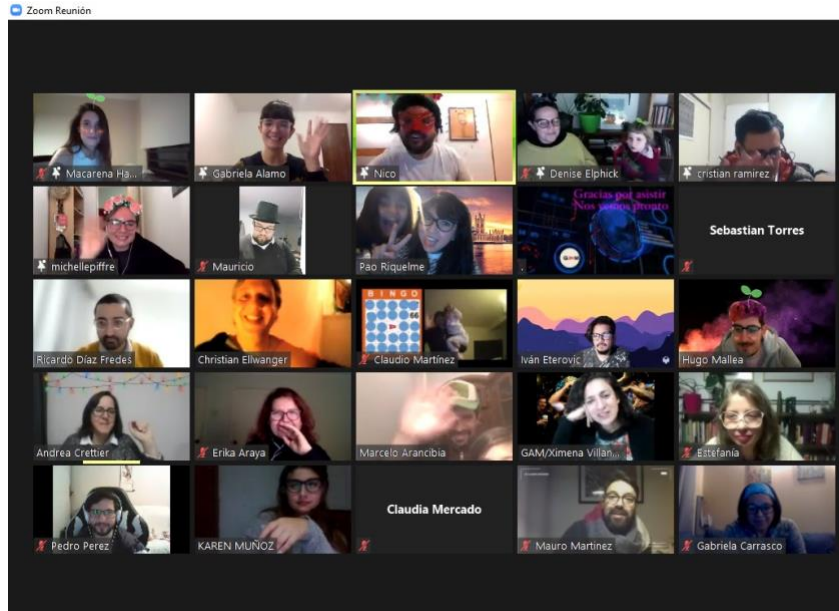 Zoom Reunión
Macarena Ha...
Gabriela Alamo
Nico
Denise Elphick
cristian ramirez
michellepiffre
Mauricio
Pao Riquelme
Gracias por asistir
Nos vemos pronto
.
Sebastian Torres
Ricardo Díaz Fredes
Christian Ellwanger
BINGO
66
Claudio Martínez
Iván Eterovic
Hugo Mallea
Andrea Crettier
Erika Araya
Marcelo Arancibia
GAM/Ximena Villan...
Estefanía
Pedro Perez
KAREN MUÑOZ
Claudia Mercado
Mauro Martinez
Gabriela Carrasco